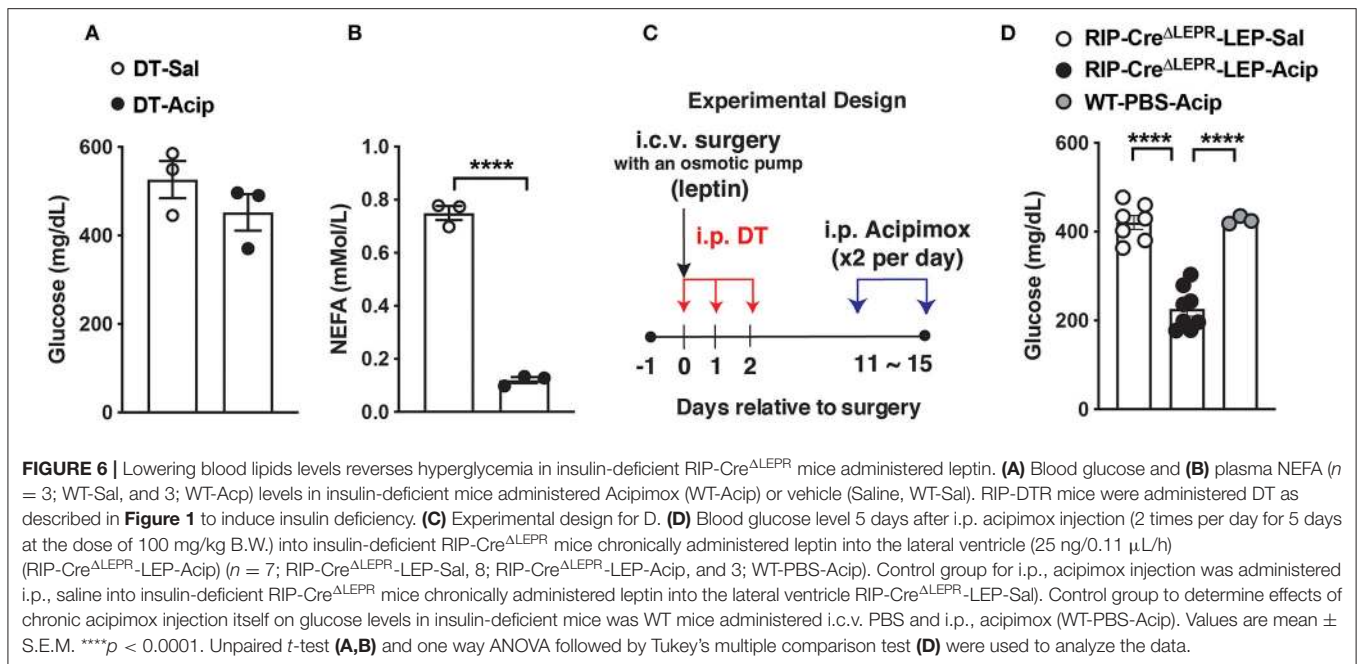 A
○ DT-Sal
● DT-Acip
600
400
200
0
Glucose (mg/dL)
B
****
1.0
0.8
0.6
0.4
0.2
0.0
NEFA (mMol/L)
C
Experimental Design
i.c.v. surgery
with an osmotic pump
(leptin)
i.p. DT
i.p. Acipimox
(x2 per day)
-1 0 1 2 11 ~ 15
Days relative to surgery
D
○ RIP-Cre^ΔLEPR-LEP-Sal
● RIP-Cre^ΔLEPR-LEP-Acip
● WT-PBS-Acip
600
400
200
0
Glucose (mg/dL)
**** ****
FIGURE 6 | Lowering blood lipids levels reverses hyperglycemia in insulin-deficient RIP-Cre^ΔLEPR mice administered leptin. (A) Blood glucose and (B) plasma NEFA (n
= 3; WT-Sal, and 3; WT-Acp) levels in insulin-deficient mice administered Acipimox (WT-Acip) or vehicle (Saline, WT-Sal). RIP-DTR mice were administered DT as
described in Figure 1 to induce insulin deficiency. (C) Experimental design for D. (D) Blood glucose level 5 days after i.p. acipimox injection (2 times per day for 5 days
at the dose of 100 mg/kg B.W.) into insulin-deficient RIP-Cre^ΔLEPR mice chronically administered leptin into the lateral ventricle (25 ng/0.11 μL/h)
(RIP-Cre^ΔLEPR-LEP-Acip) (n = 7; RIP-Cre^ΔLEPR-LEP-Sal, 8; RIP-Cre^ΔLEPR-LEP-Acip, and 3; WT-PBS-Acip). Control group for i.p., acipimox injection was administered
i.p., saline into insulin-deficient RIP-Cre^ΔLEPR mice chronically administered leptin into the lateral ventricle RIP-Cre^ΔLEPR-LEP-Sal). Control group to determine effects of
chronic acipimox injection itself on glucose levels in insulin-deficient mice was WT mice administered i.c.v. PBS and i.p., acipimox (WT-PBS-Acip). Values are mean ±
S.E.M. ****p < 0.0001. Unpaired t-test (A,B) and one way ANOVA followed by Tukey's multiple comparison test (D) were used to analyze the data.